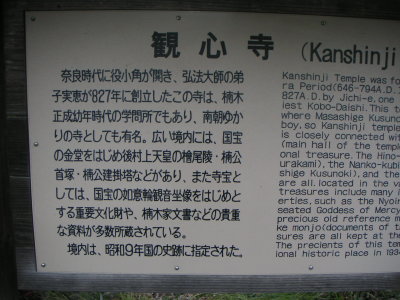 観心寺 (Kanshinji
奈良時代に役小角が開き、弘法大師の弟
子実恵が827年に創立したこの寺は、楠木
正成幼年時代の学問所でもあり、南朝ゆか
りの寺としても有名。広い境内には、国宝
の金堂をはじめ後村上天皇の檜尾陵・楠公
首塚・楠公建掛塔などがあり、また寺宝と
しては、国宝の如意輪観音坐像をはじめと
する重要文化財や、楠木家文書などの貴重
な資料が多数所蔵されている。
境内は、昭和9年国の史跡に指定された。
Kanshinji Temple was fo
ra Period(646-794A.D.
827A.D. by Jichi-e, one
iest Kobo-Daishi. This t
where Masashige Kusuno
boy, so Kanshinji temple
is closely connected wi
(main hall of the temple
ional treasure. The Hino-
urakami), the Nanko-kubi
shige Kusunoki), and the
are all located in the vi
treasures include many i
erties, such as the Nyoi
seated Goddess of Mercy
precious old reference m
ke monjo(documents of t
sures are all kept at the
The precients of this tem
ional historic place in 193